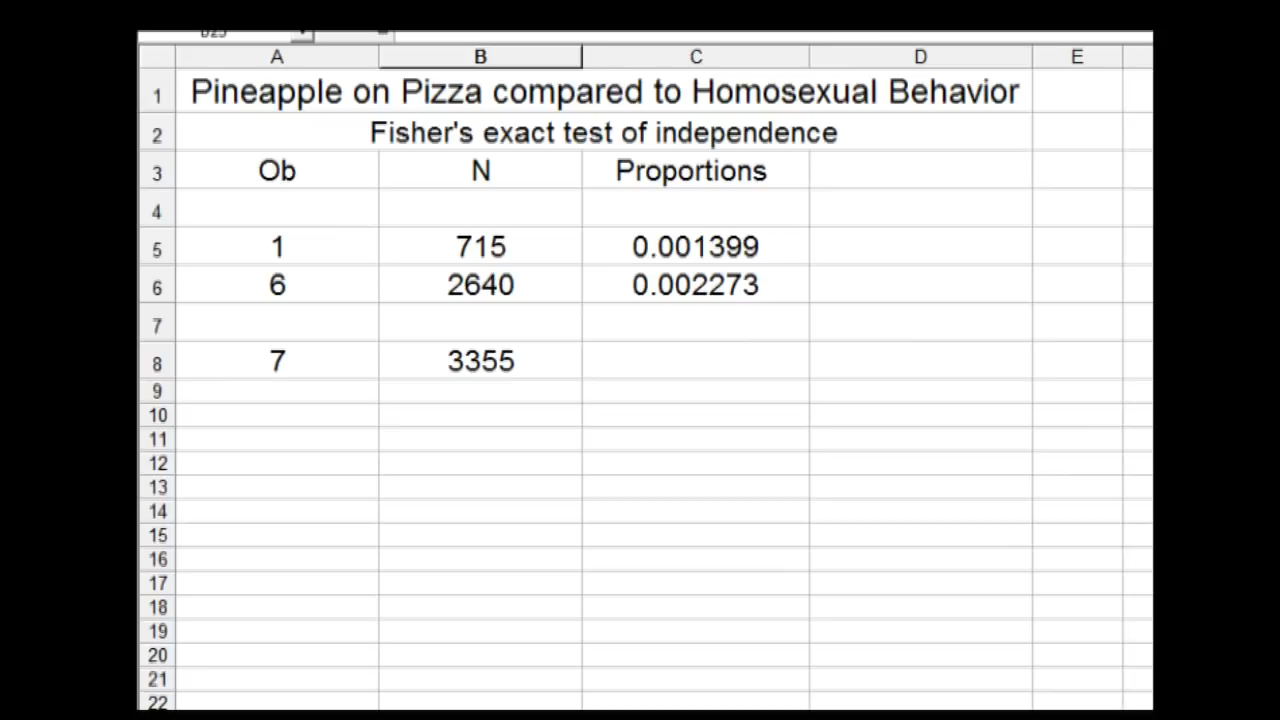 A B C D E
1 Pineapple on Pizza compared to Homosexual Behavior
2 Fisher's exact test of independence
3 Ob N Proportions
4
5 1 715 0.001399
6 6 2640 0.002273
7
8 7 3355
9
10
11
12
13
14
15
16
17
18
19
20
21
22